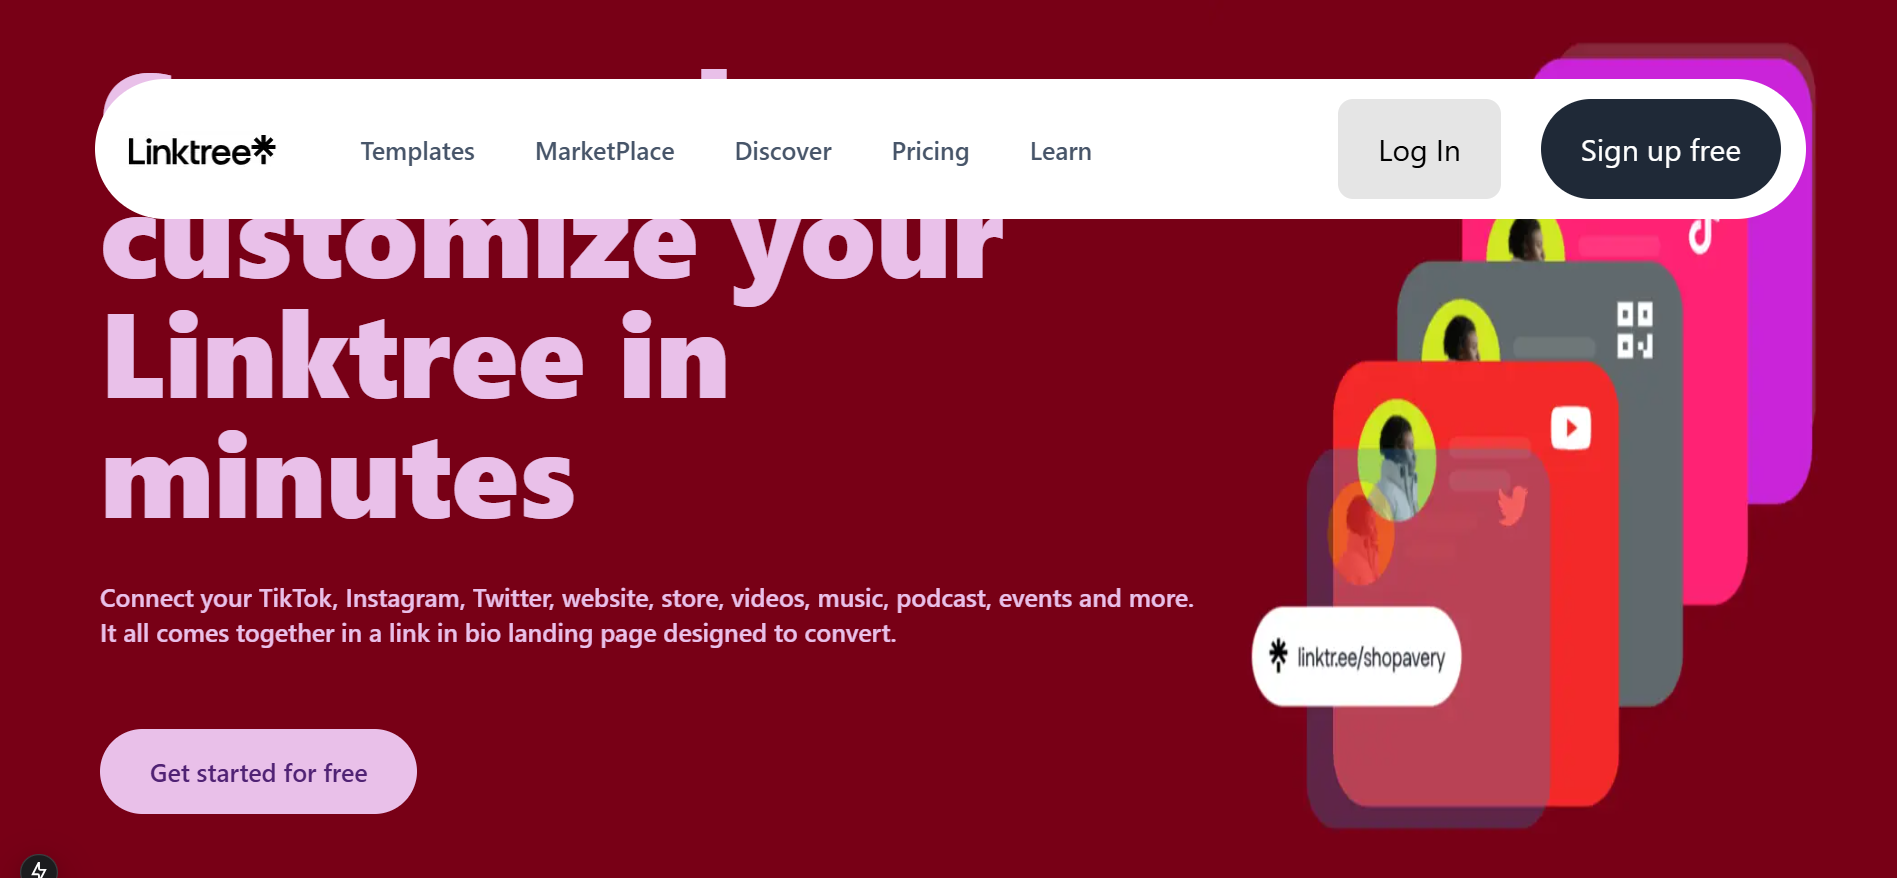 Linktree
Templates
MarketPlace
Discover
Pricing
Learn
Log In
Sign up free
customize your
Linktree in
minutes
Connect your TikTok, Instagram, Twitter, website, store, videos, music, podcast, events and more.
It all comes together in a link in bio landing page designed to convert.
Get started for free
linktr.ee/shopavery